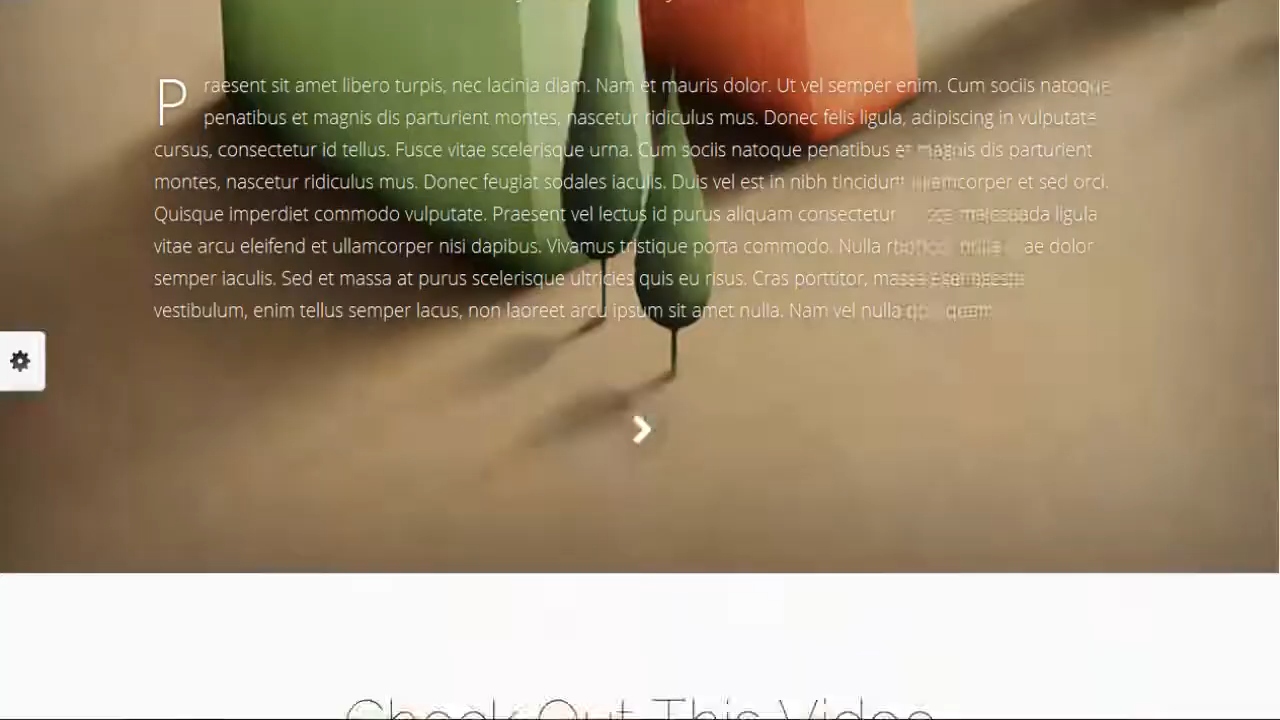 Praesent sit amet libero turpis, nec lacinia diam. Nam et mauris dolor. Ut vel semper enim. Cum sociis natoque
penatibus et magnis dis parturient montes, nascetur ridiculus mus. Donec felis ligula, adipiscing in vulputate
cursus, consectetur id tellus. Fusce vitae scelerisque urna. Cum sociis natoque penatibus et magnis dis parturient
montes, nascetur ridiculus mus. Donec feugiat sodales iaculis. Duis vel est in nibh tincidunt ullamcorper et sed orci.
Quisque imperdiet commodo vulputate. Praesent vel lectus id purus aliquam consectetur ligula
vitae arcu eleifend et ullamcorper nisi dapibus. Vivamus tristique porta commodo. Nulla dolor
semper iaculis. Sed et massa at purus scelerisque ultricies quis eu risus. Cras porttitor,
vestibulum, enim tellus semper lacus, non laoreet arcu ipsum sit amet nulla. Nam vel nulla
Check Out This Video